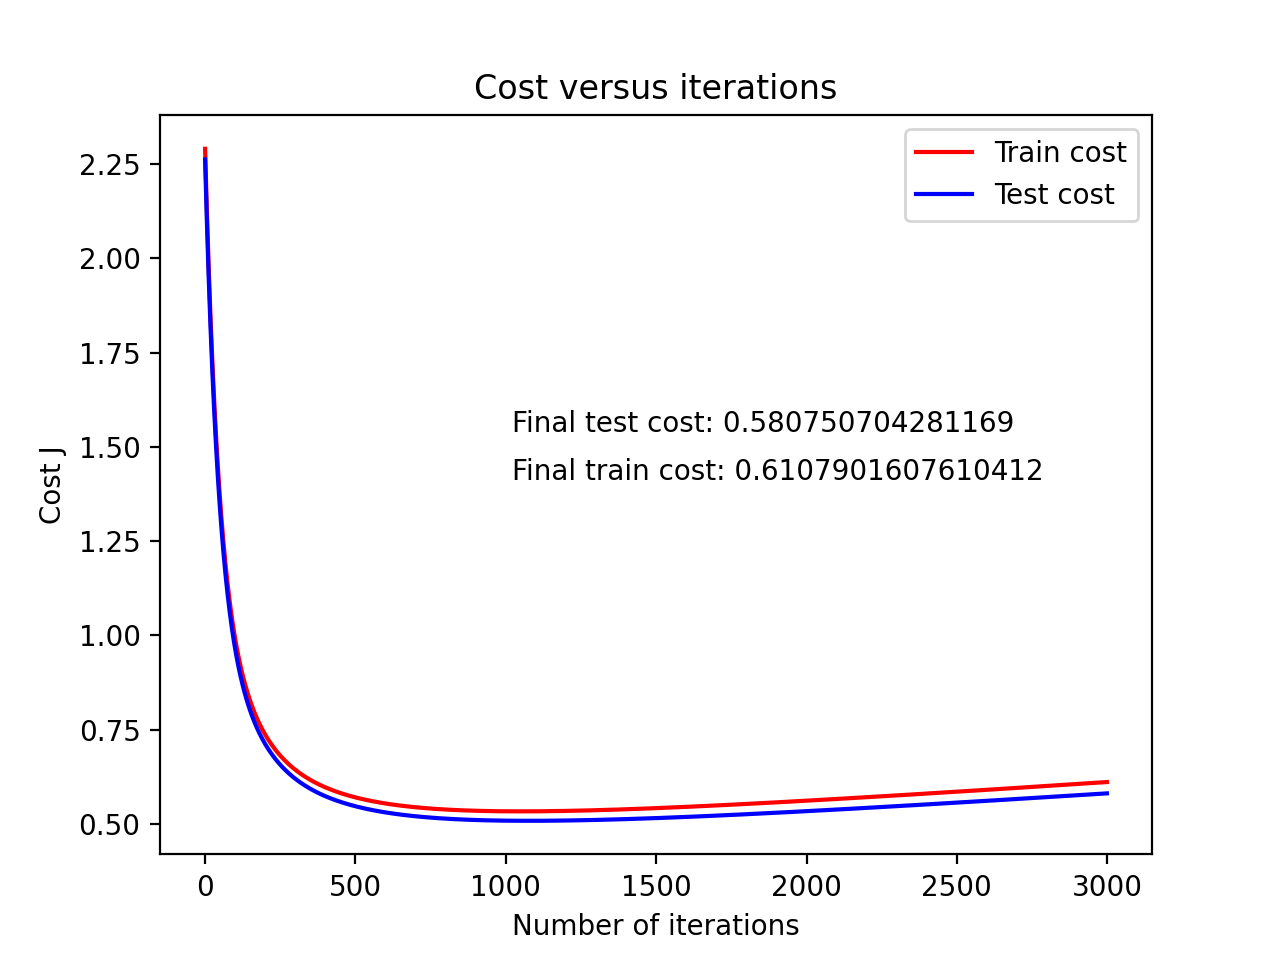 Cost versus iterations
Train cost
Test cost
2.25
2.00
1.75
1.50
1.25
1.00
0.75
0.50
Cost J
Final test cost: 0.580750704281169
Final train cost: 0.6107901607610412
0 500 1000 1500 2000 2500 3000
Number of iterations